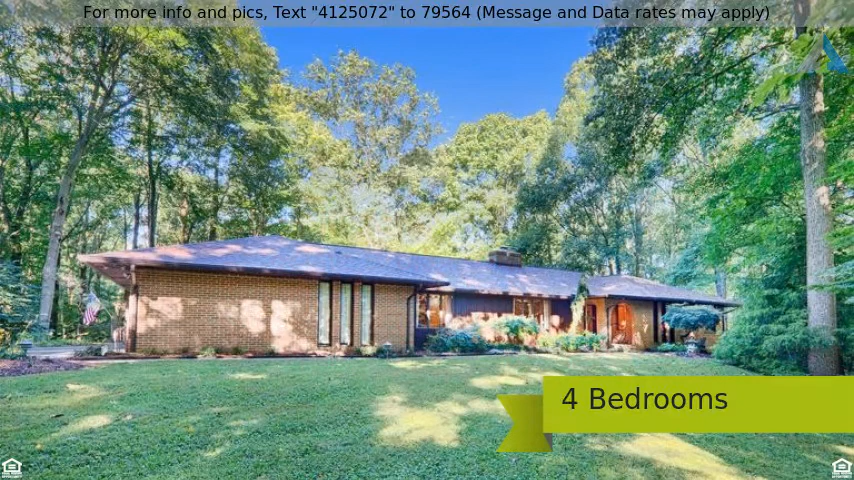 For more info and pics, Text "4125072" to 79564 (Message and Data rates may apply)
4 Bedrooms